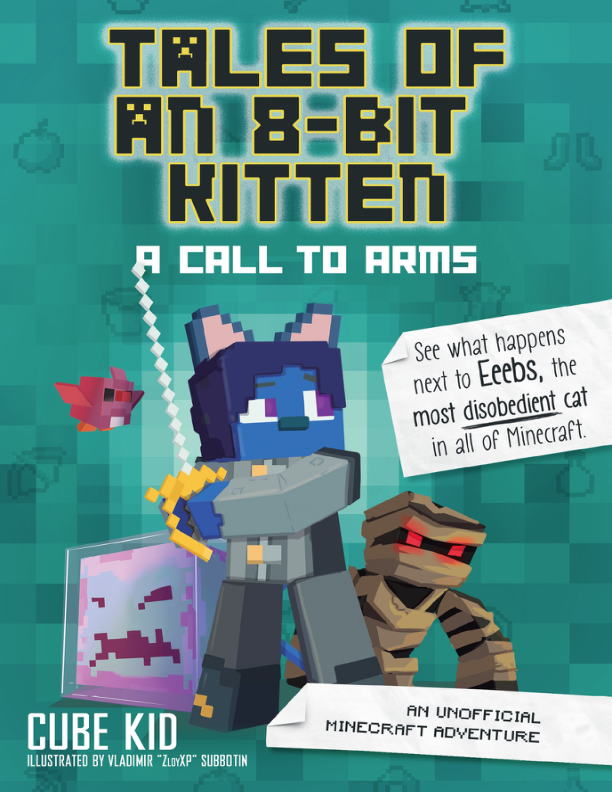 TALES OF
AN 8-BIT
KITTEN
A CALL TO ARMS
See what happens
next to Eeebs, the
most disobedient cat
in all of Minecraft.
CUBE KID
ILLUSTRATED BY VLADIMIR "ZLOYXP" SUBBOTIN
AN UNOFFICIAL
MINECRAFT ADVENTURE